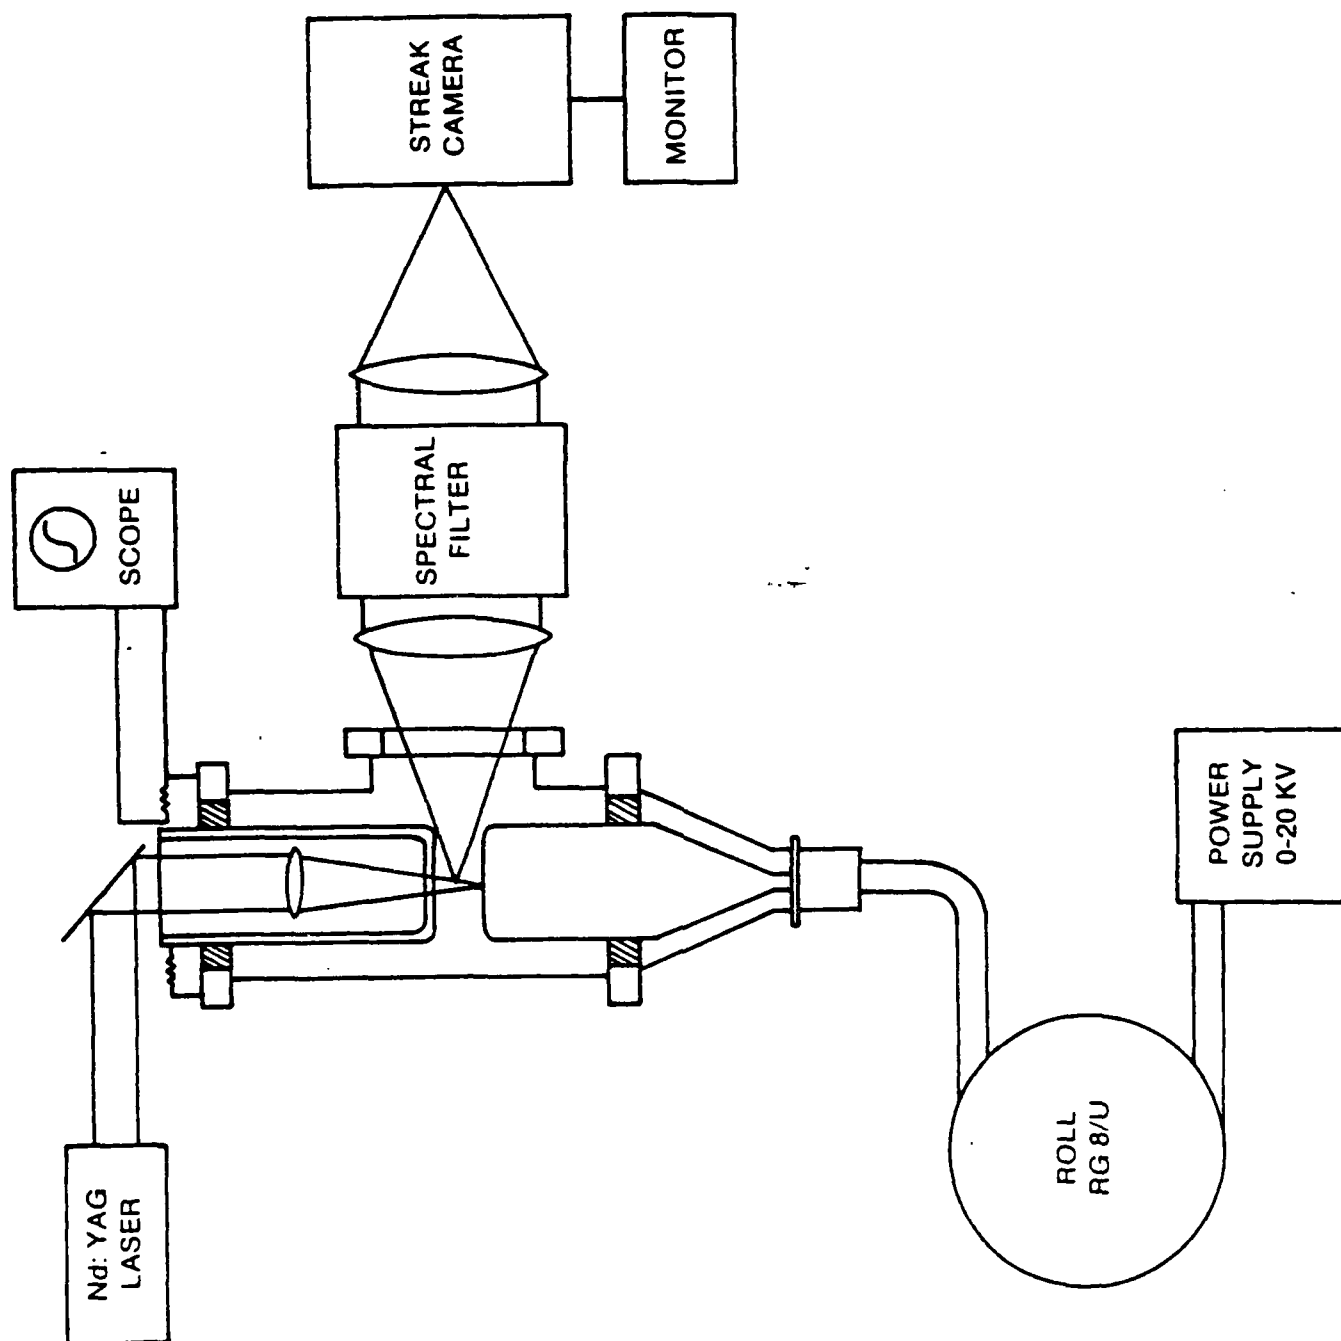 Nd: YAG
LASER
SCOPE
SPECTRAL
FILTER
STREAK
CAMERA
MONITOR
ROLL
RG 8/U
POWER
SUPPLY
0-20 KV